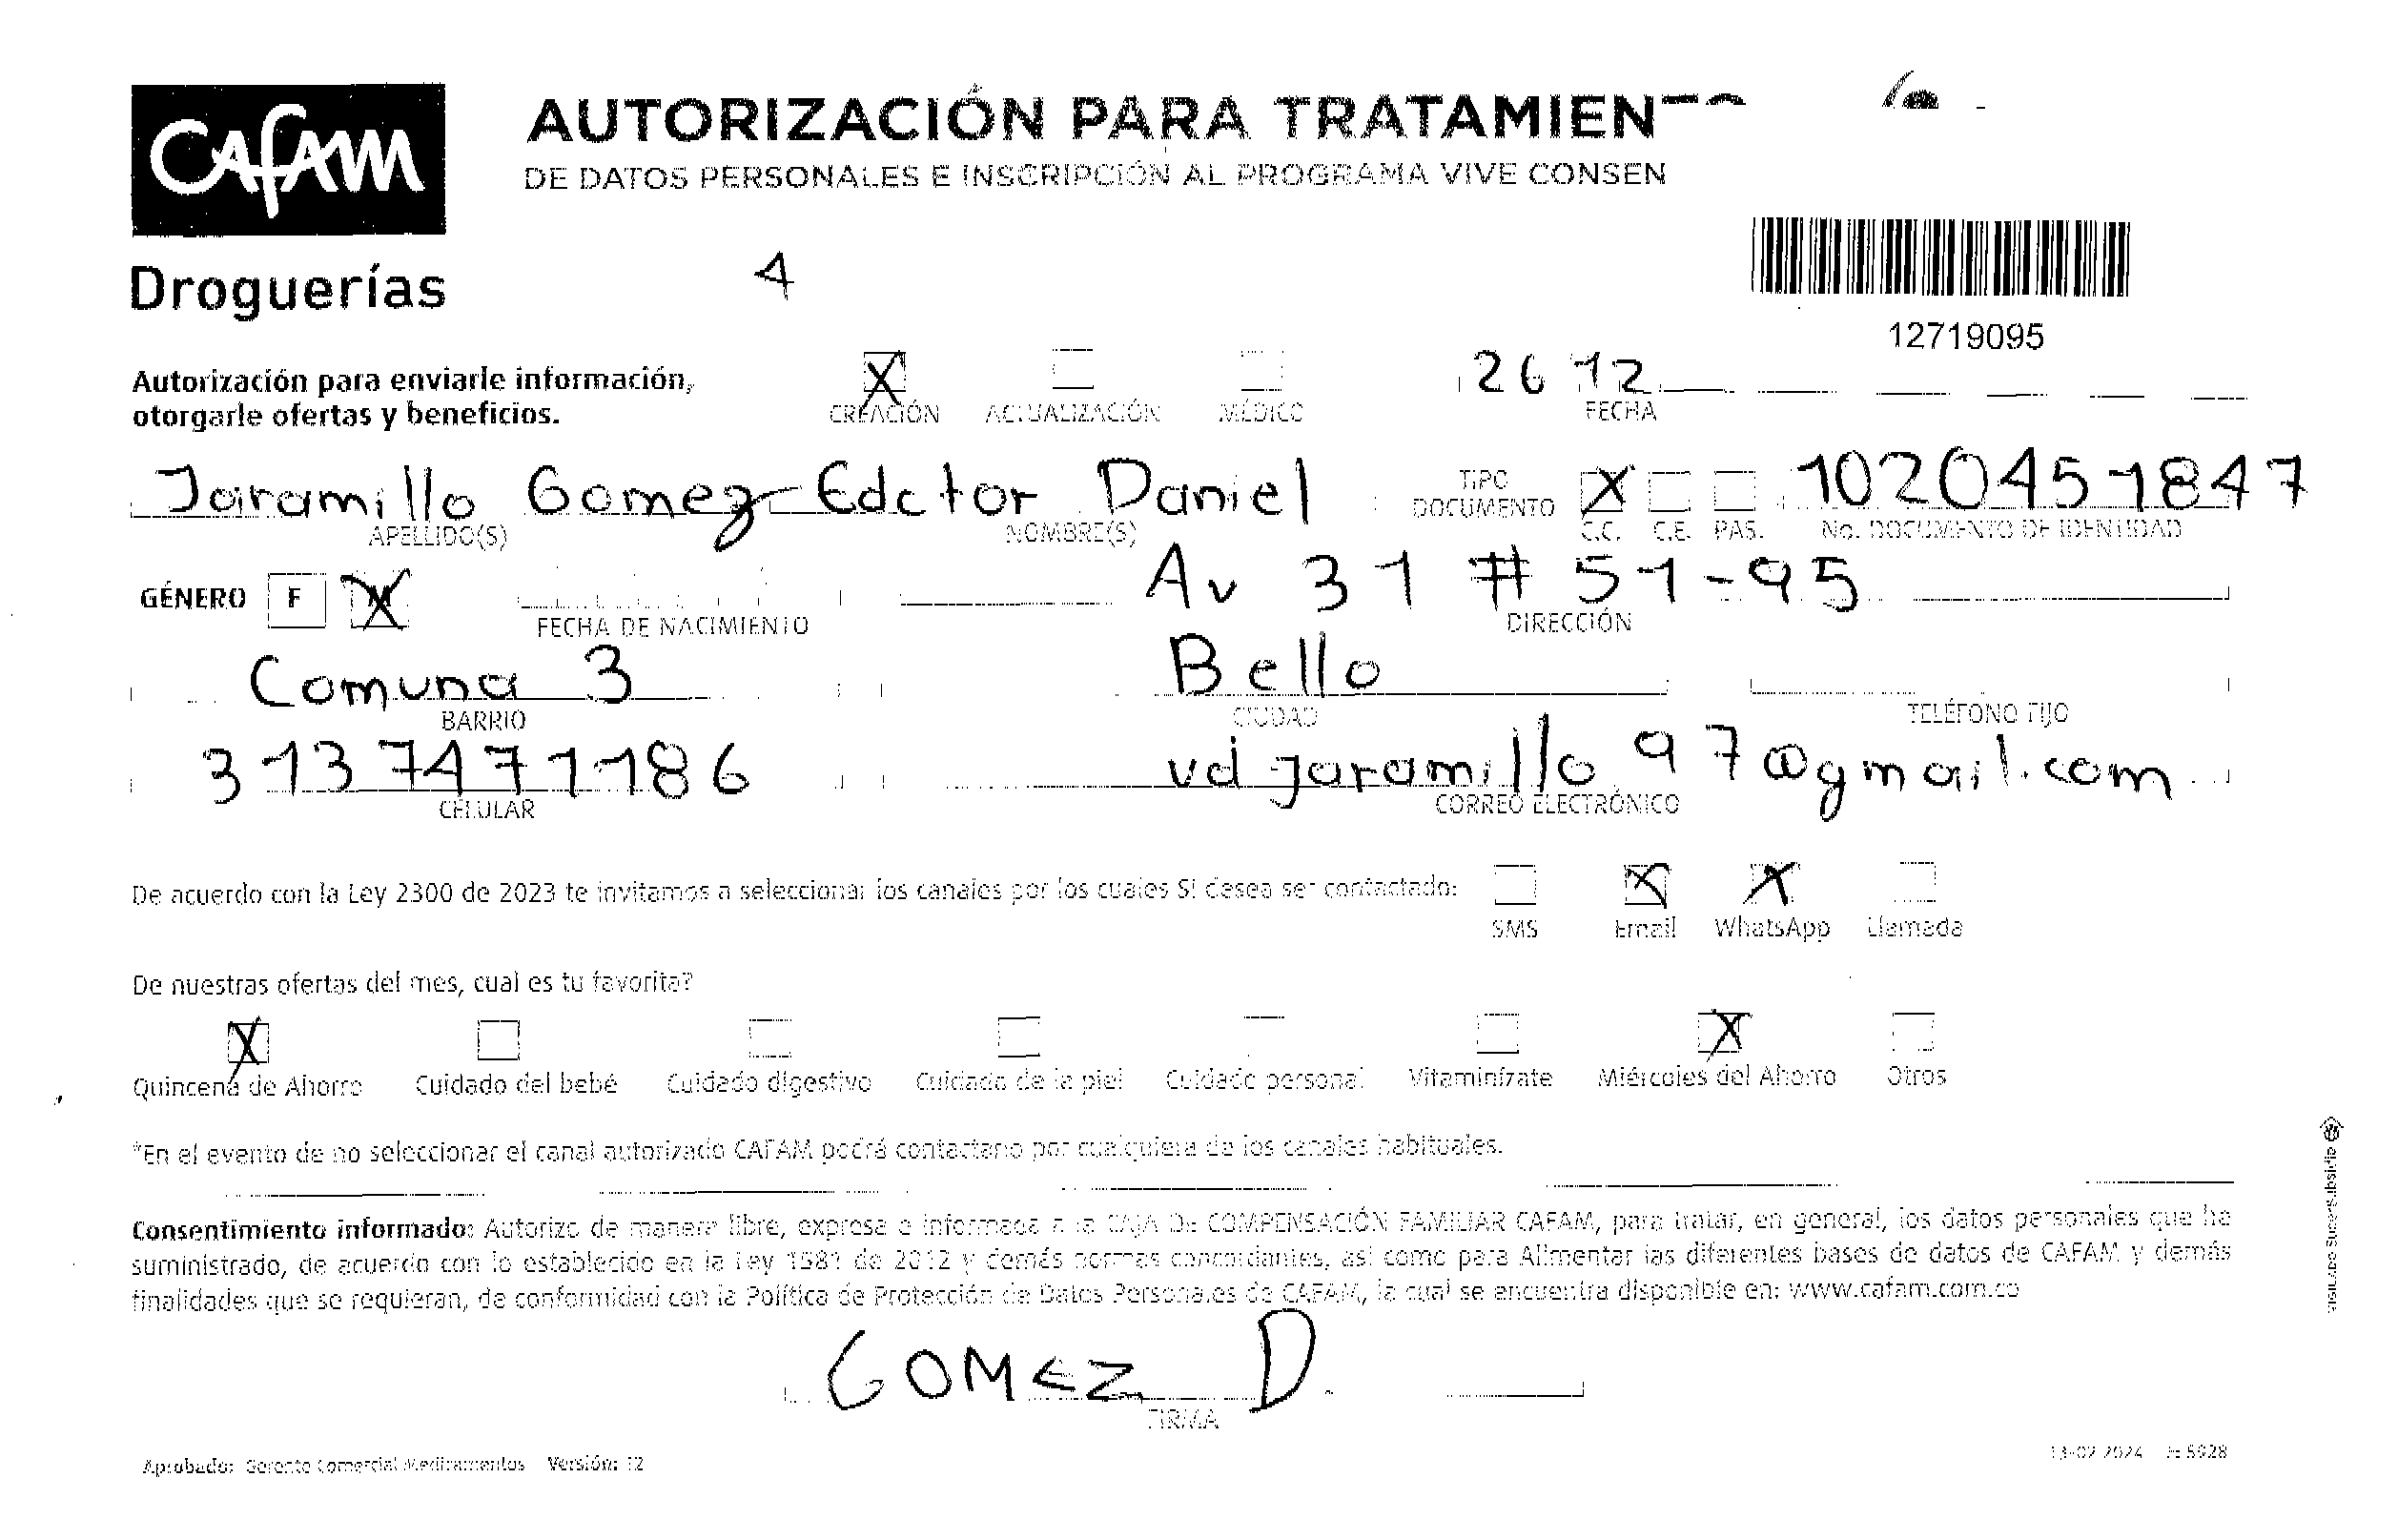 CAFAM
AUTORIZACIÓN PARA TRATAMIEN
DE DATOS PERSONALES E INSCRIPCIÓN AL PROGRAMA VIVE CONSEN
Droguerías
4
12719095
Autorización para enviarle información,
otorgarle ofertas y beneficios.
X CREACIÓN ACTUALIZACIÓN MÉDICO
26 12
FECHA
Jaramillo Gomez Edctor Daniel
APELLIDO(S) NOMBRE(S)
TIPO DOCUMENTO X C.C. C.E. PAS.
1020451847
No. DOCUMENTO DE IDENTIDAD
GÉNERO F M X
FECHA DE NACIMIENTO
Av 31 # 51-95
DIRECCIÓN
Comuna 3 Bello
BARRIO CIUDAD TELÉFONO FIJO
3137471186 vdjaramillo97@gmail.com
CELULAR CORREO ELECTRÓNICO
De acuerdo con la Ley 2300 de 2023 te invitamos a seleccionar los canales por los cuales SI desea ser contactado:
X X
SMS Email WhatsApp Llamada
De nuestras ofertas del mes, cual es tu favorita?
X X
Quincena de Ahorro Cuidado del bebé Cuidado digestivo Cuidado de la piel Cuidado personal Vitaminízate Miércoles del Ahorro Otros
*En el evento de no seleccionar el canal autorizado CAFAM podrá contactarlo por cualquiera de los canales habituales.
Consentimiento informado: Autorizo de manera libre, expresa e informada a la CAJA DE COMPENSACIÓN FAMILIAR CAFAM, para tratar, en general, los datos personales que he
suministrado, de acuerdo con lo establecido en la Ley 1581 de 2012 y demás normas concordantes, así como para Alimentar las diferentes bases de datos de CAFAM y demás
finalidades que se requieran, de conformidad con la Política de Protección de Datos Personales de CAFAM, la cual se encuentra disponible en: www.cafam.com.co
GOMEZ D.
FIRMA
Aprobado: Gerente Comercial Medicamentos Versión: 12
13-02 2024 5928
VIGILADO SuperSubsidio